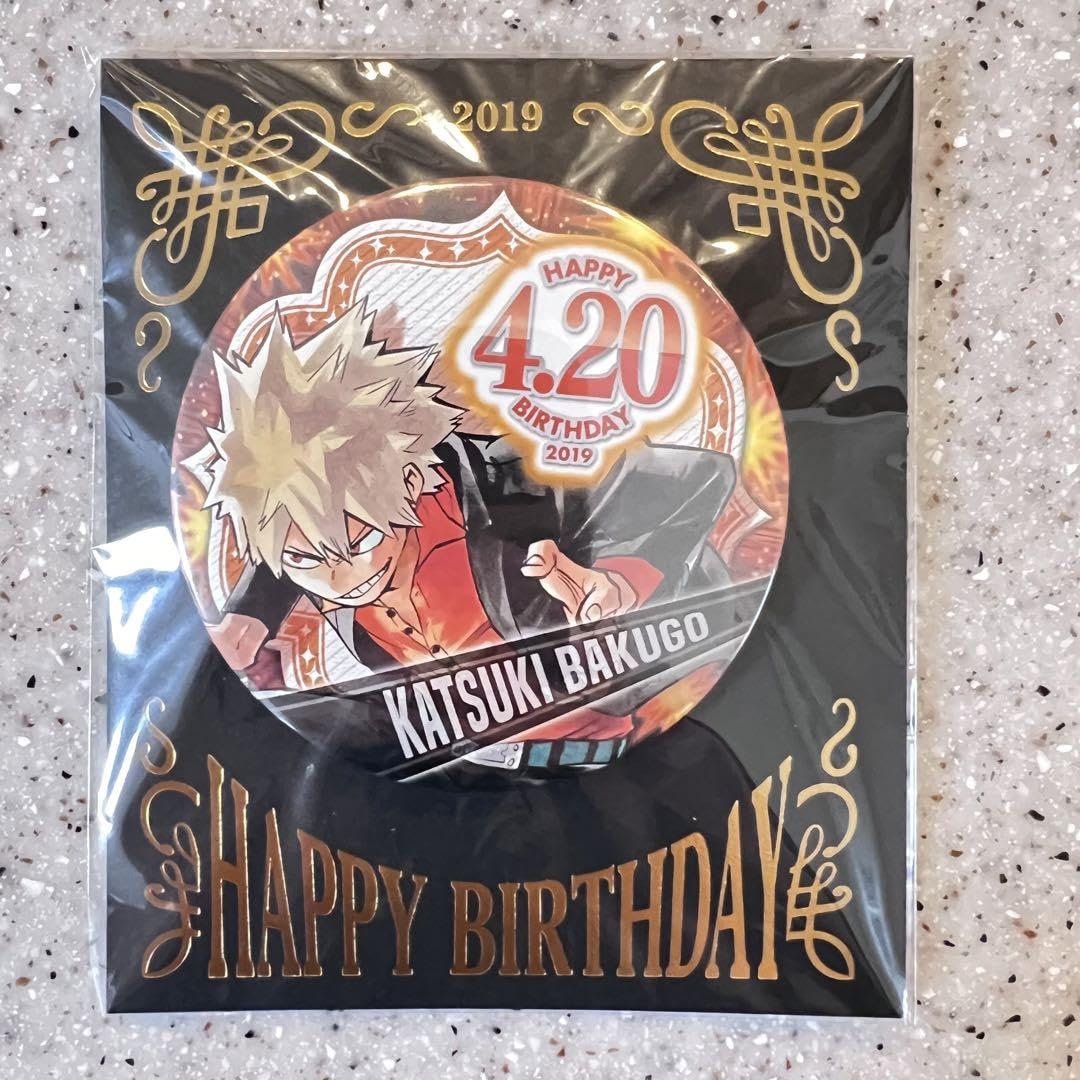 2019
HAPPY
4.20
BIRTHDAY
2019
KATSUKI BAKUGO
HAPPY BIRTHDAY